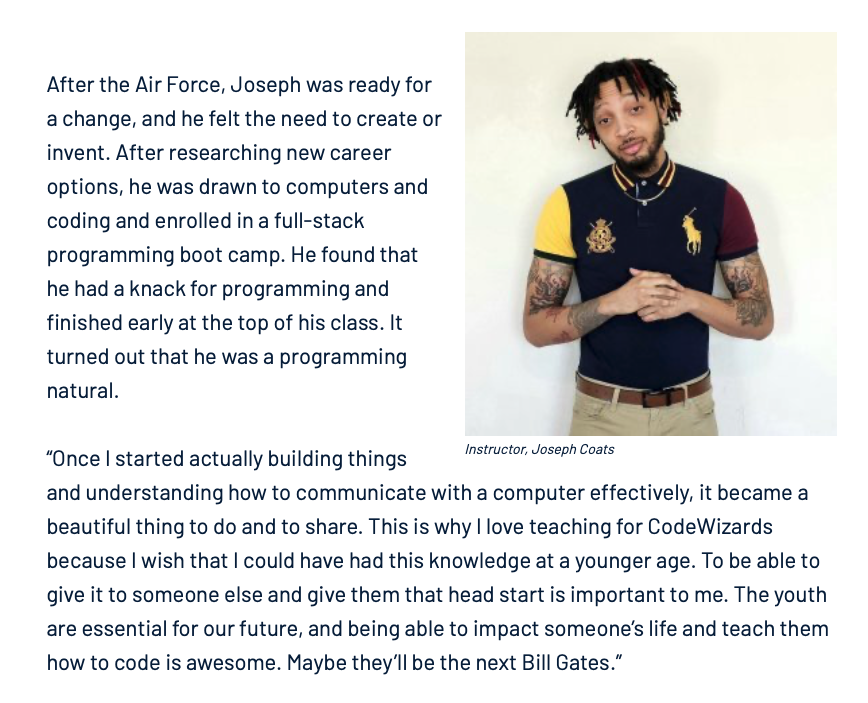 After the Air Force, Joseph was ready for
a change, and he felt the need to create or
invent. After researching new career
options, he was drawn to computers and
coding and enrolled in a full-stack
programming boot camp. He found that
he had a knack for programming and
finished early at the top of his class. It
turned out that he was a programming
natural.
Instructor, Joseph Coats
“Once I started actually building things
and understanding how to communicate with a computer effectively, it became a
beautiful thing to do and to share. This is why I love teaching for CodeWizards
because I wish that I could have had this knowledge at a younger age. To be able to
give it to someone else and give them that head start is important to me. The youth
are essential for our future, and being able to impact someone’s life and teach them
how to code is awesome. Maybe they’ll be the next Bill Gates.”